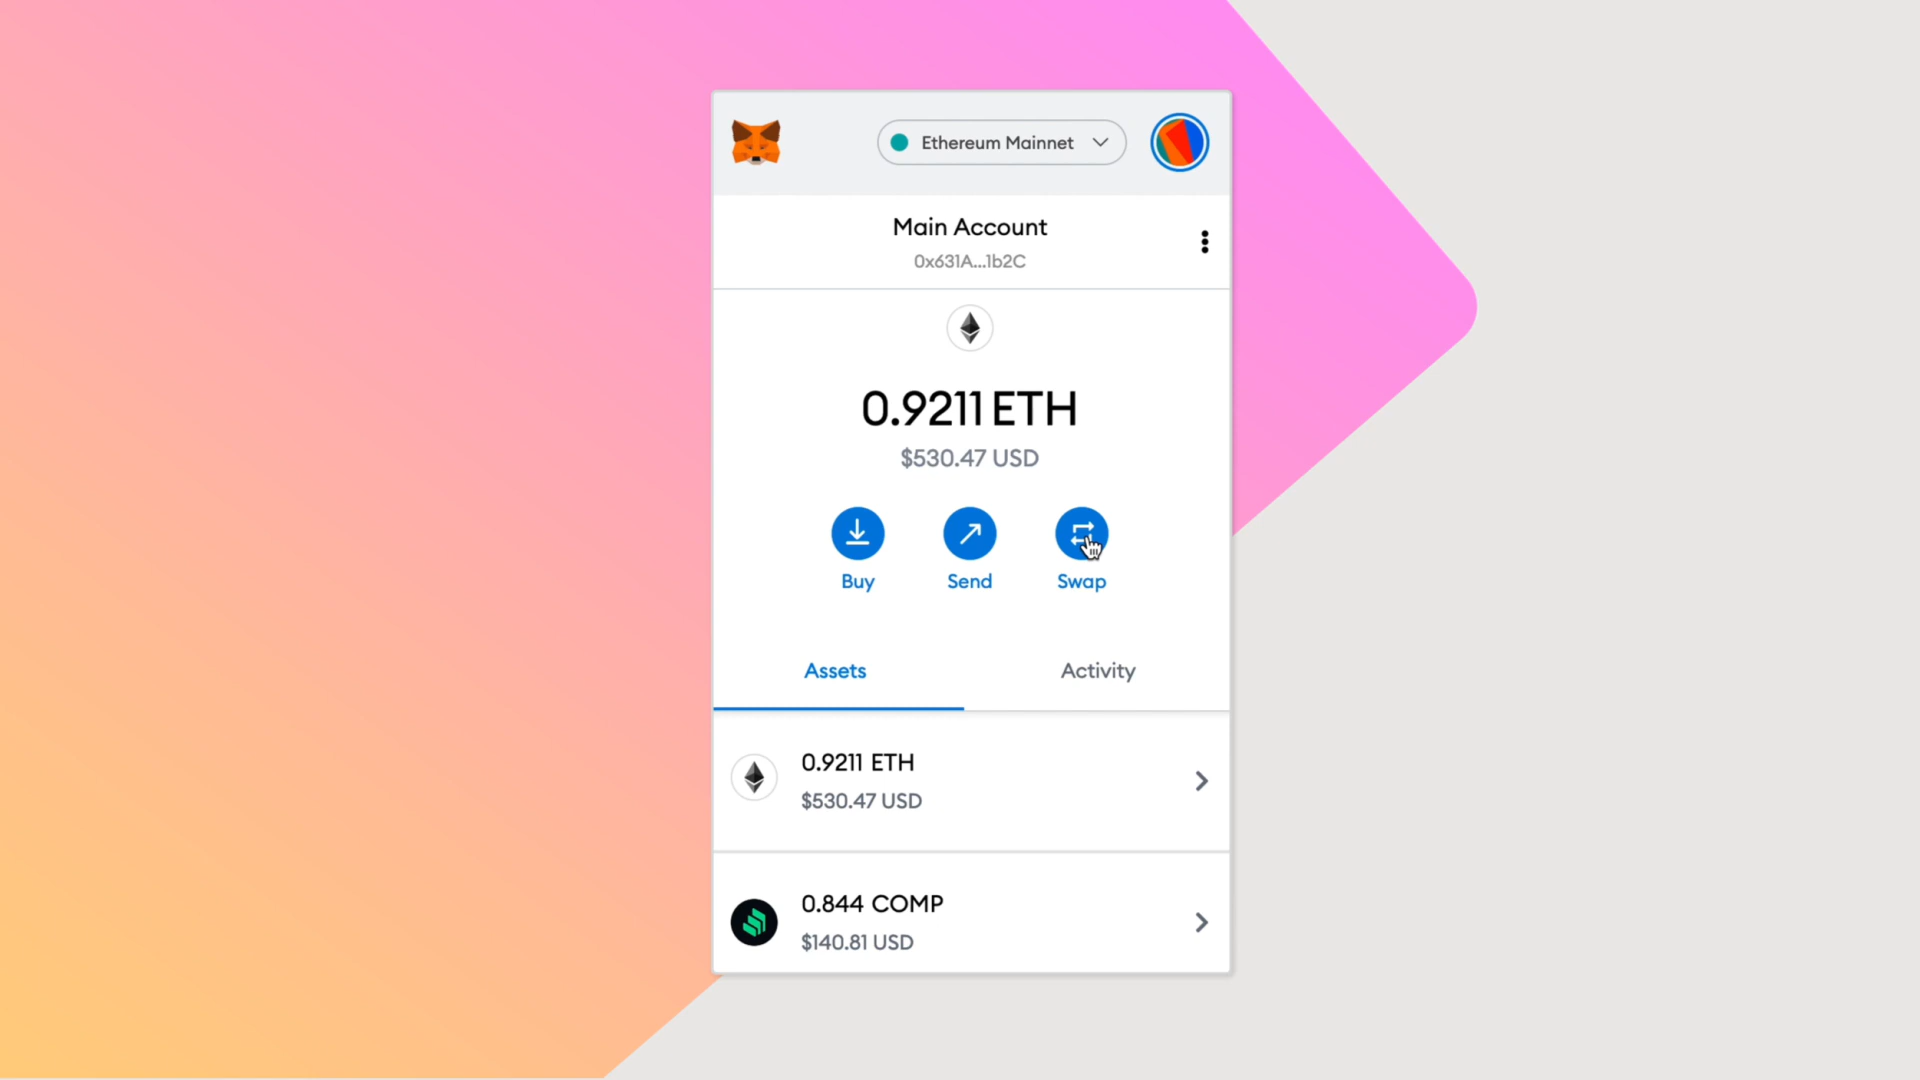 Ethereum Mainnet
Main Account
0x631A...1b2C
0.9211 ETH
$530.47 USD
Buy Send Swap
Assets Activity
0.9211 ETH
$530.47 USD
0.844 COMP
$140.81 USD